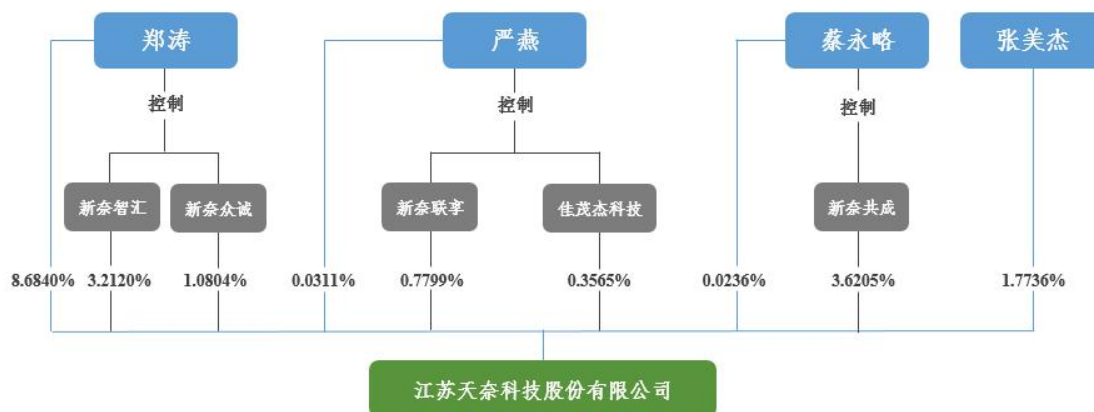 郑涛
严燕
蔡永略
张美杰
控制
控制
控制
新奈智汇
新奈众诚
新奈联享
佳茂杰科技
新奈共成
8.6840%
3.2120%
1.0804%
0.0311%
0.7799%
0.3565%
0.0236%
3.6205%
1.7736%
江苏天奈科技股份有限公司